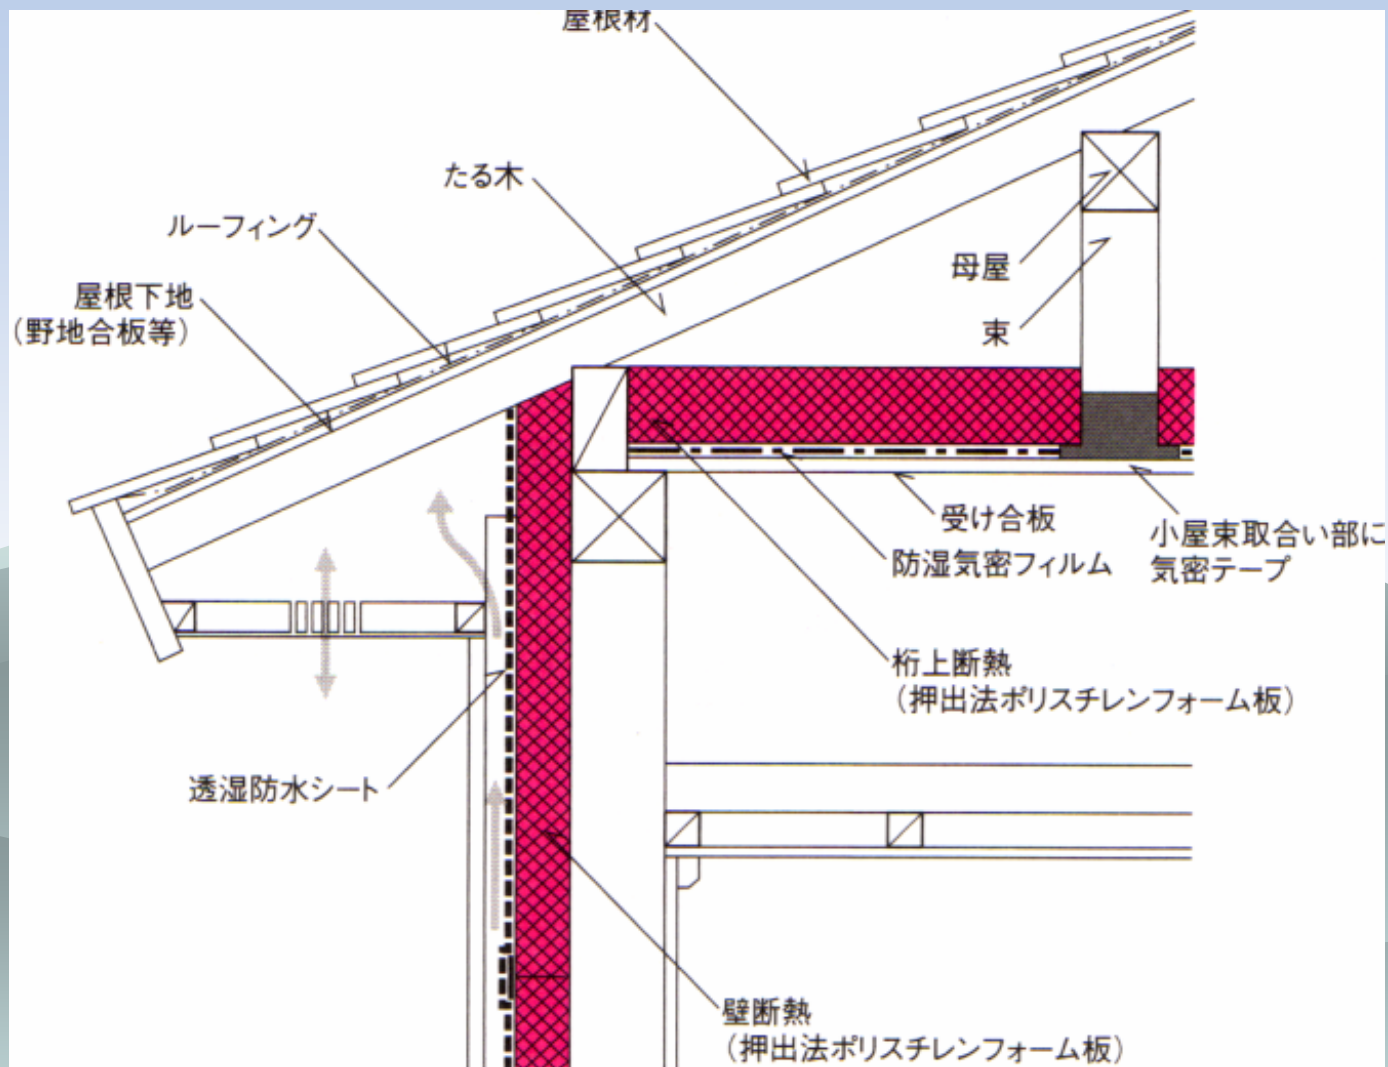 屋根材
たる木
ルーフィング
屋根下地
（野地合板等）
母屋
束
受け合板
防湿気密フィルム
小屋束取合い部に
気密テープ
桁上断熱
（押出法ポリスチレンフォーム板）
透湿防水シート
壁断熱
（押出法ポリスチレンフォーム板）